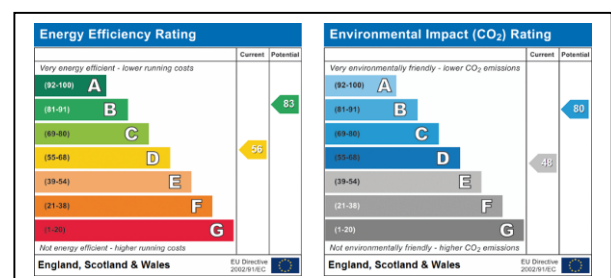 Energy Efficiency Rating
Current Potential
Very energy efficient - lower running costs
(92-100) A
(81-91) B
83
(69-80) C
(55-68) D
56
(39-54) E
(21-38) F
(1-20) G
Not energy efficient - higher running costs
England, Scotland & Wales
EU Directive
2002/91/EC
Environmental Impact (CO₂) Rating
Current Potential
Very environmentally friendly - lower CO₂ emissions
(92-100) A
(81-91) B
80
(69-80) C
(55-68) D
48
(39-54) E
(21-38) F
(1-20) G
Not environmentally friendly - higher CO₂ emissions
England, Scotland & Wales
EU Directive
2002/91/EC